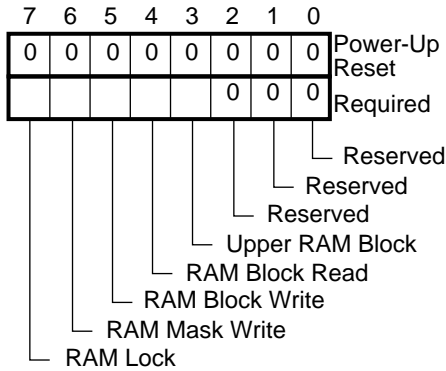 7 6 5 4 3 2 1 0
0 0 0 0 0 0 0 0 Power-Up
Reset
0 0 0 Required
Reserved
Reserved
Reserved
Upper RAM Block
RAM Block Read
RAM Block Write
RAM Mask Write
RAM Lock